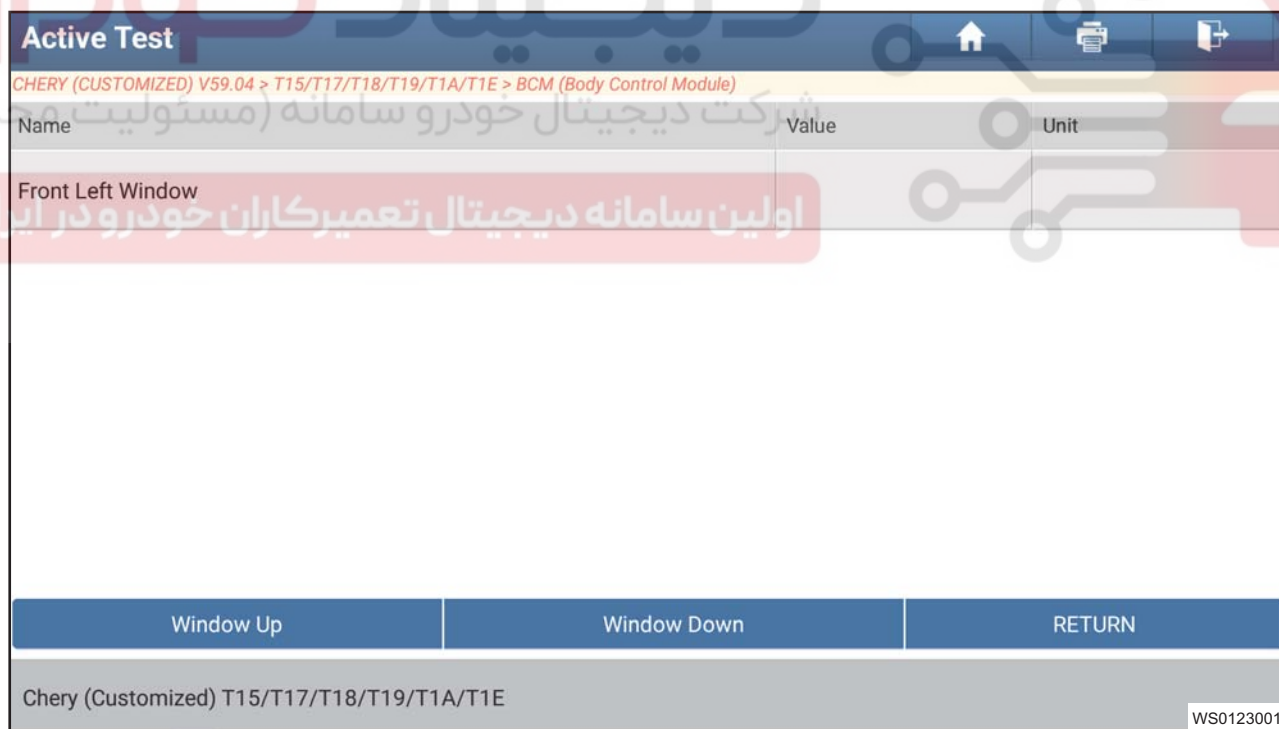 Active Test
CHERY (CUSTOMIZED) V59.04 > T15/T17/T18/T19/T1A/T1E > BCM (Body Control Module)
شرکت دیجیتال خودرو سامانه (مسئولیت
Name Value Unit
Front Left Window
اولین سامانه دیجیتال تعمیرکاران خودرو در
Window Up Window Down RETURN
Chery (Customized) T15/T17/T18/T19/T1A/T1E
WS0123001